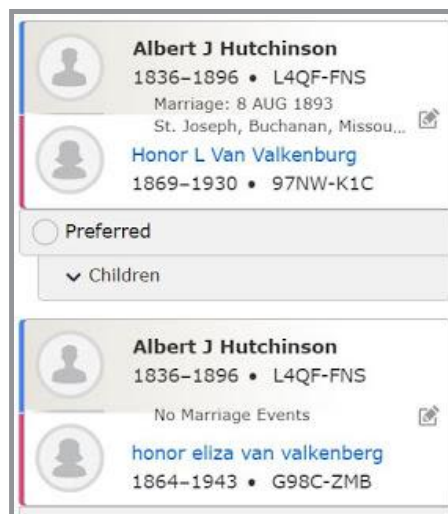 Albert J Hutchinson
1836–1896 • L4QF-FNS
Marriage: 8 AUG 1893
St. Joseph, Buchanan, Missou...
Honor L Van Valkenburg
1869–1930 • 97NW-K1C
Preferred
Children
Albert J Hutchinson
1836–1896 • L4QF-FNS
No Marriage Events
honor eliza van valkenberg
1864–1943 • G98C-ZMB